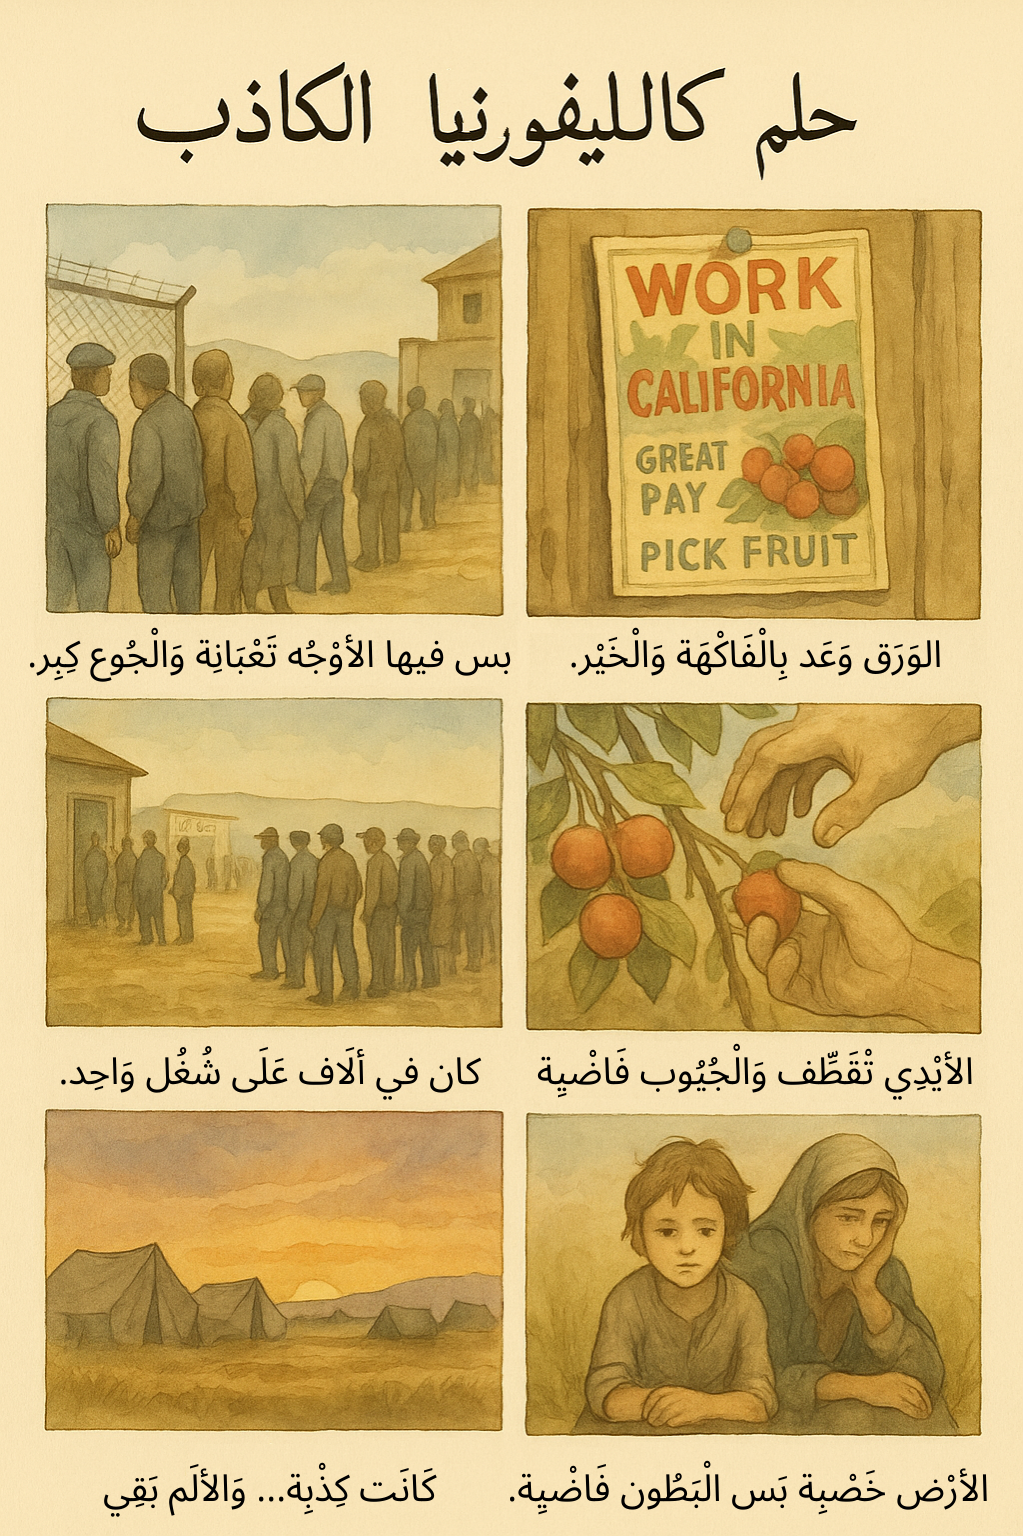 حلم كالليفورنيا الكاذب
WORK
IN
CALIFORNIA
GREAT
PAY
PICK FRUIT
الوَرَق وَعَد بِالْفَاكْهَة وَالْخَيْر.
بس فيها الأوْجُه تَعْبَانِة وَالْجُوع كِبِر.
الأيْدِي تْقَطِّف وَالْجُيُوب فَاضْيِة
كان في ألَاف عَلَى شُغُل وَاحِد.
الأرْض خَصْبِة بَس الْبَطُون فَاضْيِة.
كَانَت كِذْبِة... وَالألَم بَقِي